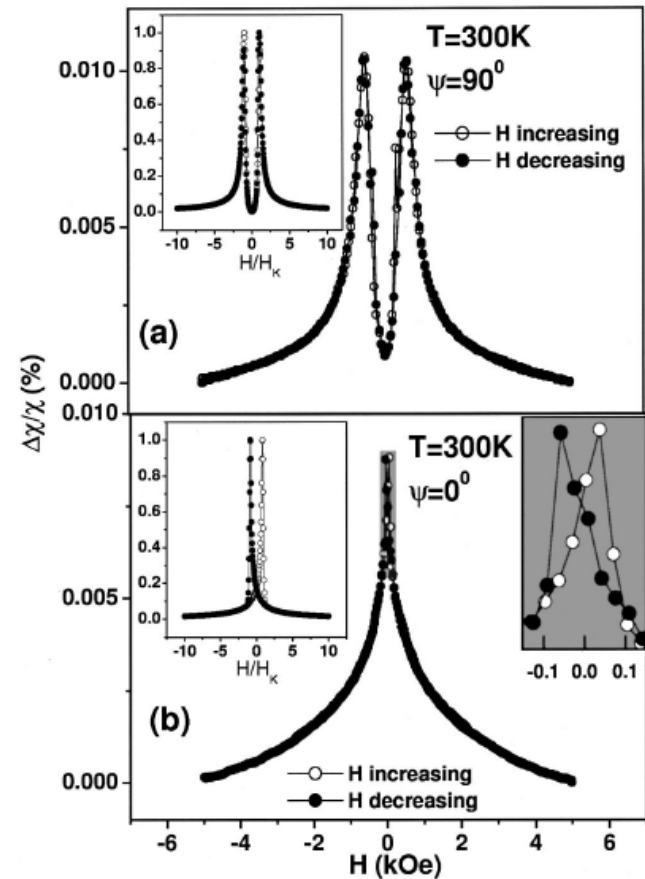 1.0
0.8
0.6
0.4
0.2
0.0
-10 -5 0 5 10
H/H_K
T=300K
ψ=90⁰
H increasing
H decreasing
0.010
0.005
0.000
(a)
Δχ/χ (%)
0.010
0.005
0.000
1.0
0.8
0.6
0.4
0.2
0.0
-10 -5 0 5 10
H/H_K
T=300K
ψ=0⁰
-0.1 0.0 0.1
(b)
H increasing
H decreasing
-6 -4 -2 0 2 4 6
H (kOe)